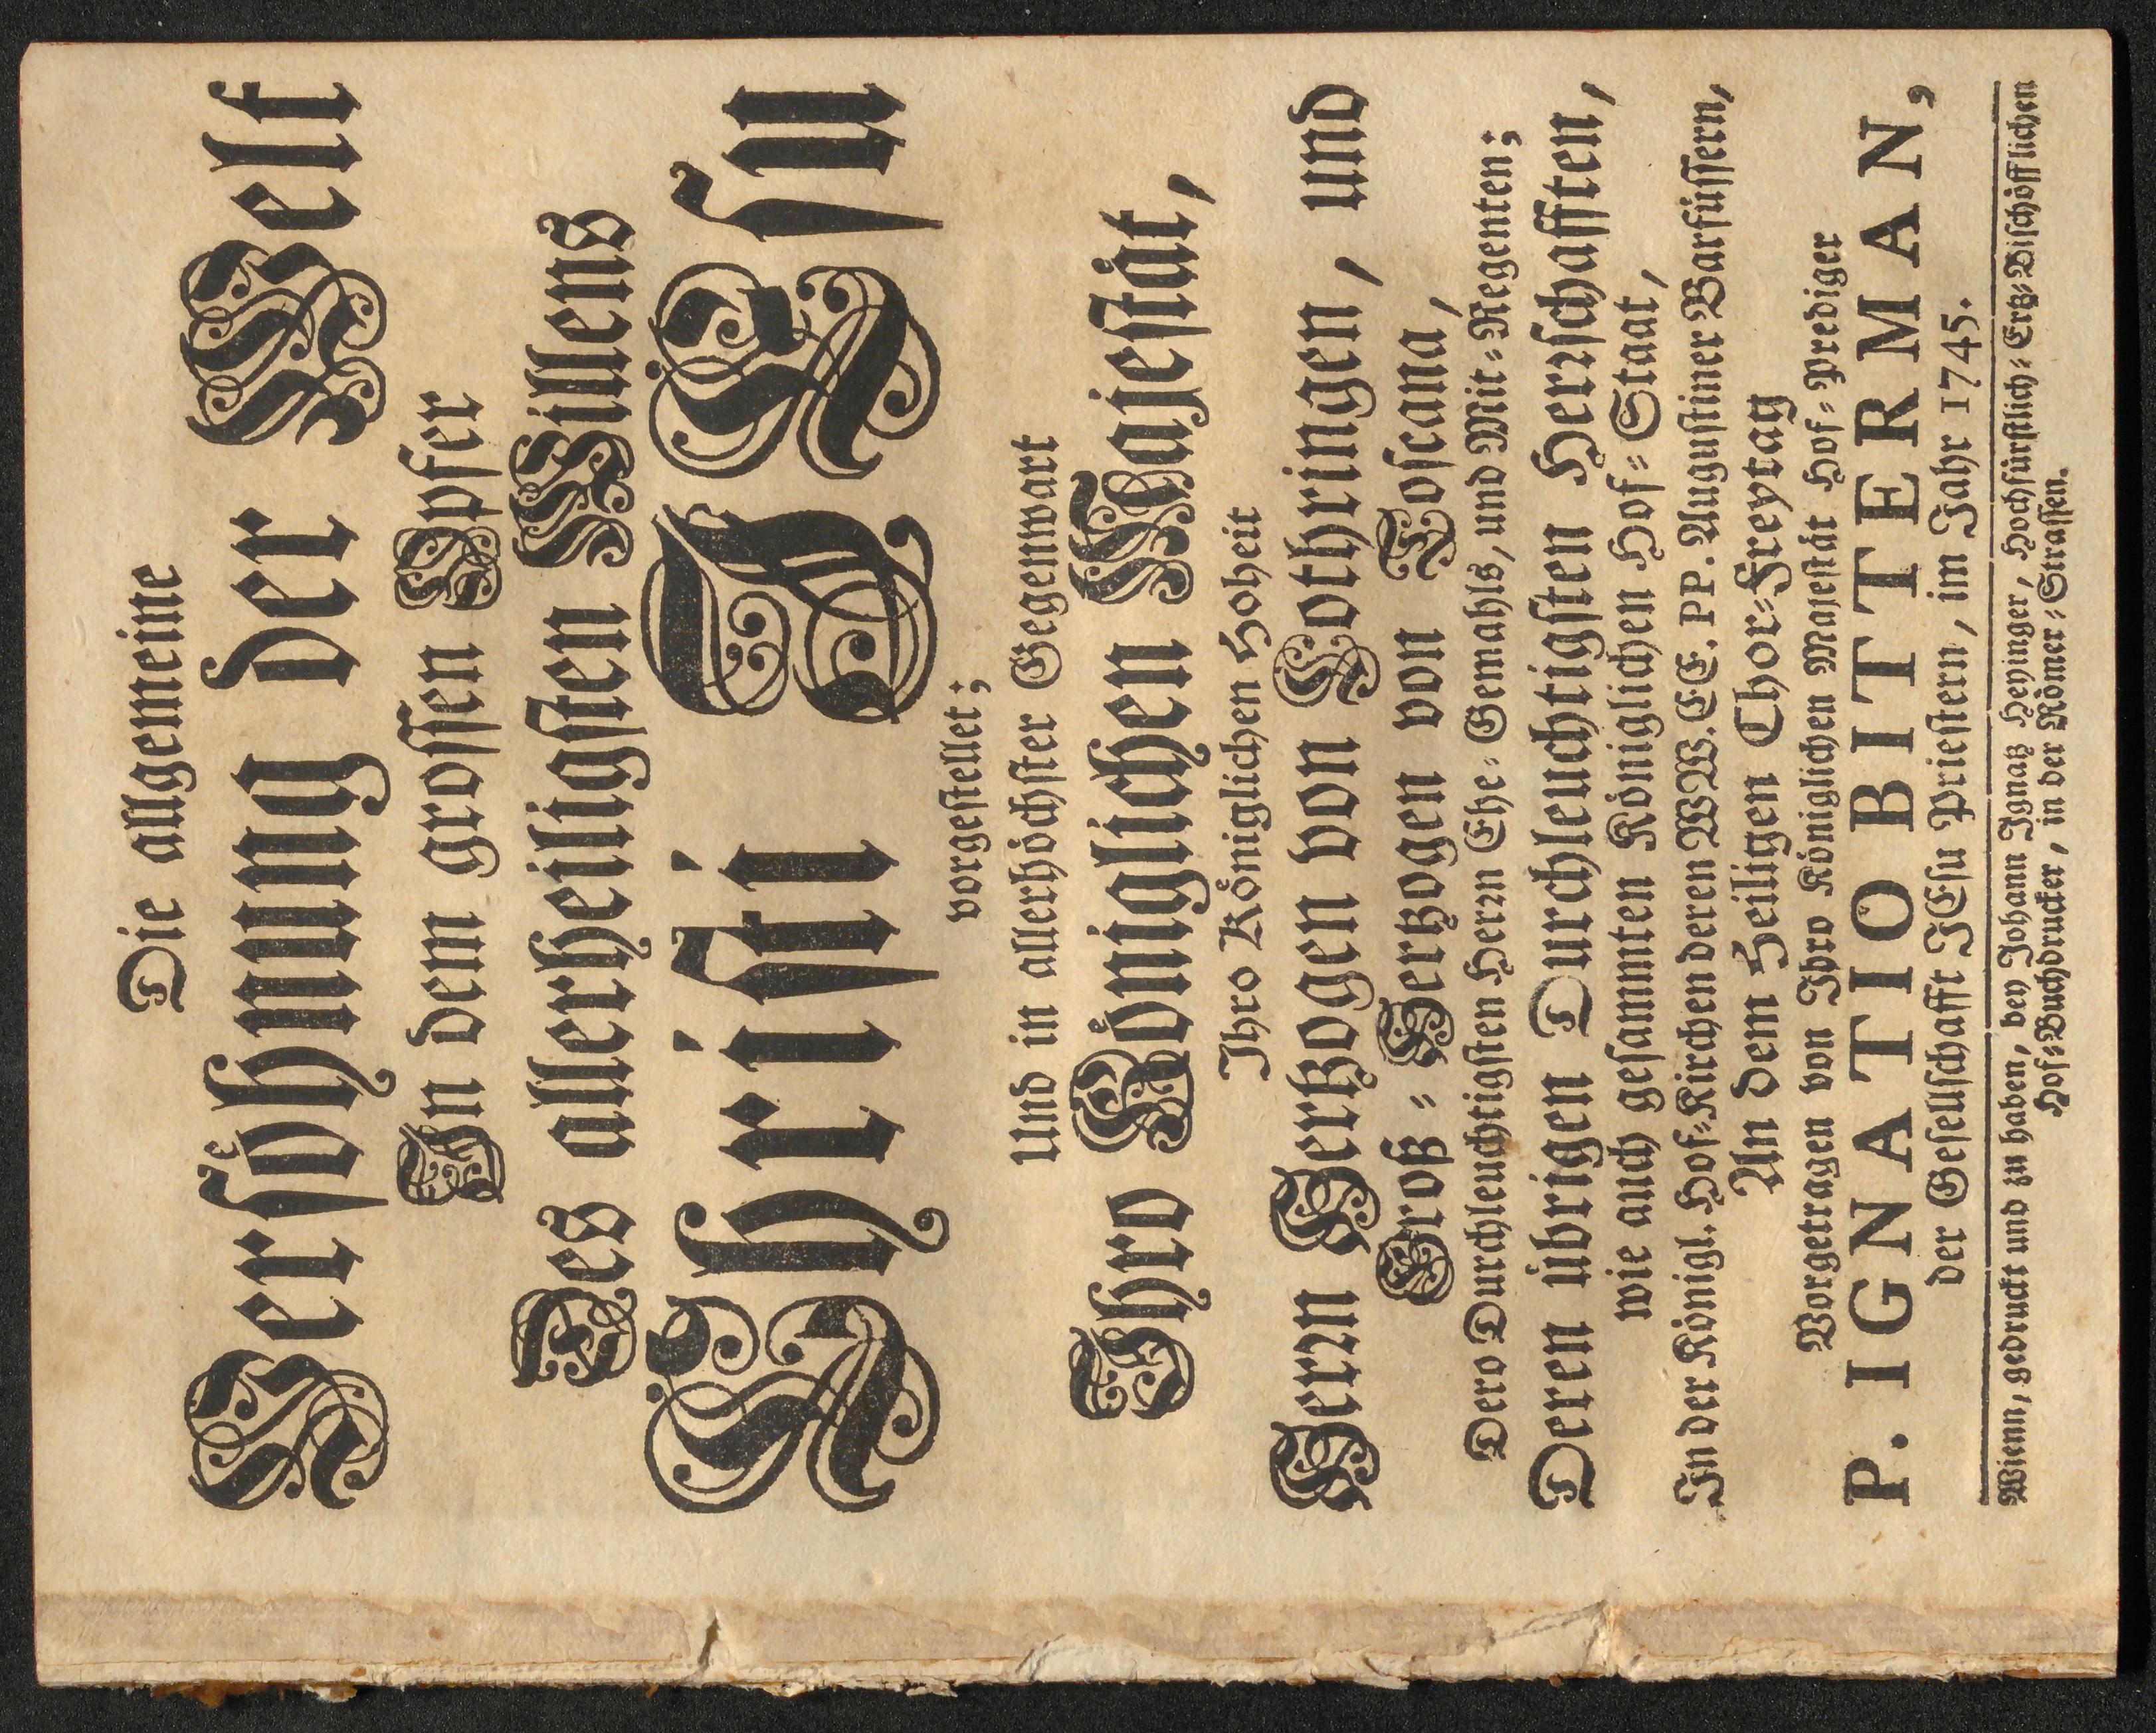 Die allgemeine
Versöhnung der Welt
In dem grossen Opfer
Des allerheiligsten Willens
Christi JESu
vorgestellet;
Und in allerhöchster Gegenwart
Ihro Königlichen Majestät,
Ihro Königlichen Hoheit
Herrn Hertzogen von Lothringen, und
Groß-Hertzogen von Toscana,
Dero Durchleuchtigsten Herrn Ehe-Gemahls, und Mit-Regenten;
Deren übrigen Durchleuchtigsten Herrschafften,
wie auch gesammten Königlichen Hof-Staat,
In der Königl. Hof-Kirchen deren WW. EE. PP. Augustiner Barfüssern,
An dem Heiligen Chor-Freytag
Vorgetragen von Ihro Königlichen Majestät Hof-Prediger
P. IGNATIO BITTERMAN,
der Gesellschafft JESu Priestern, im Jahr 1745.
Wienn, gedruckt und zu haben, bey Johann Ignatz Heyinger, Hochfürstlich-Ertz-Bischöfflichen
Hof-Buchdrucker, in der Römer-Strassen.